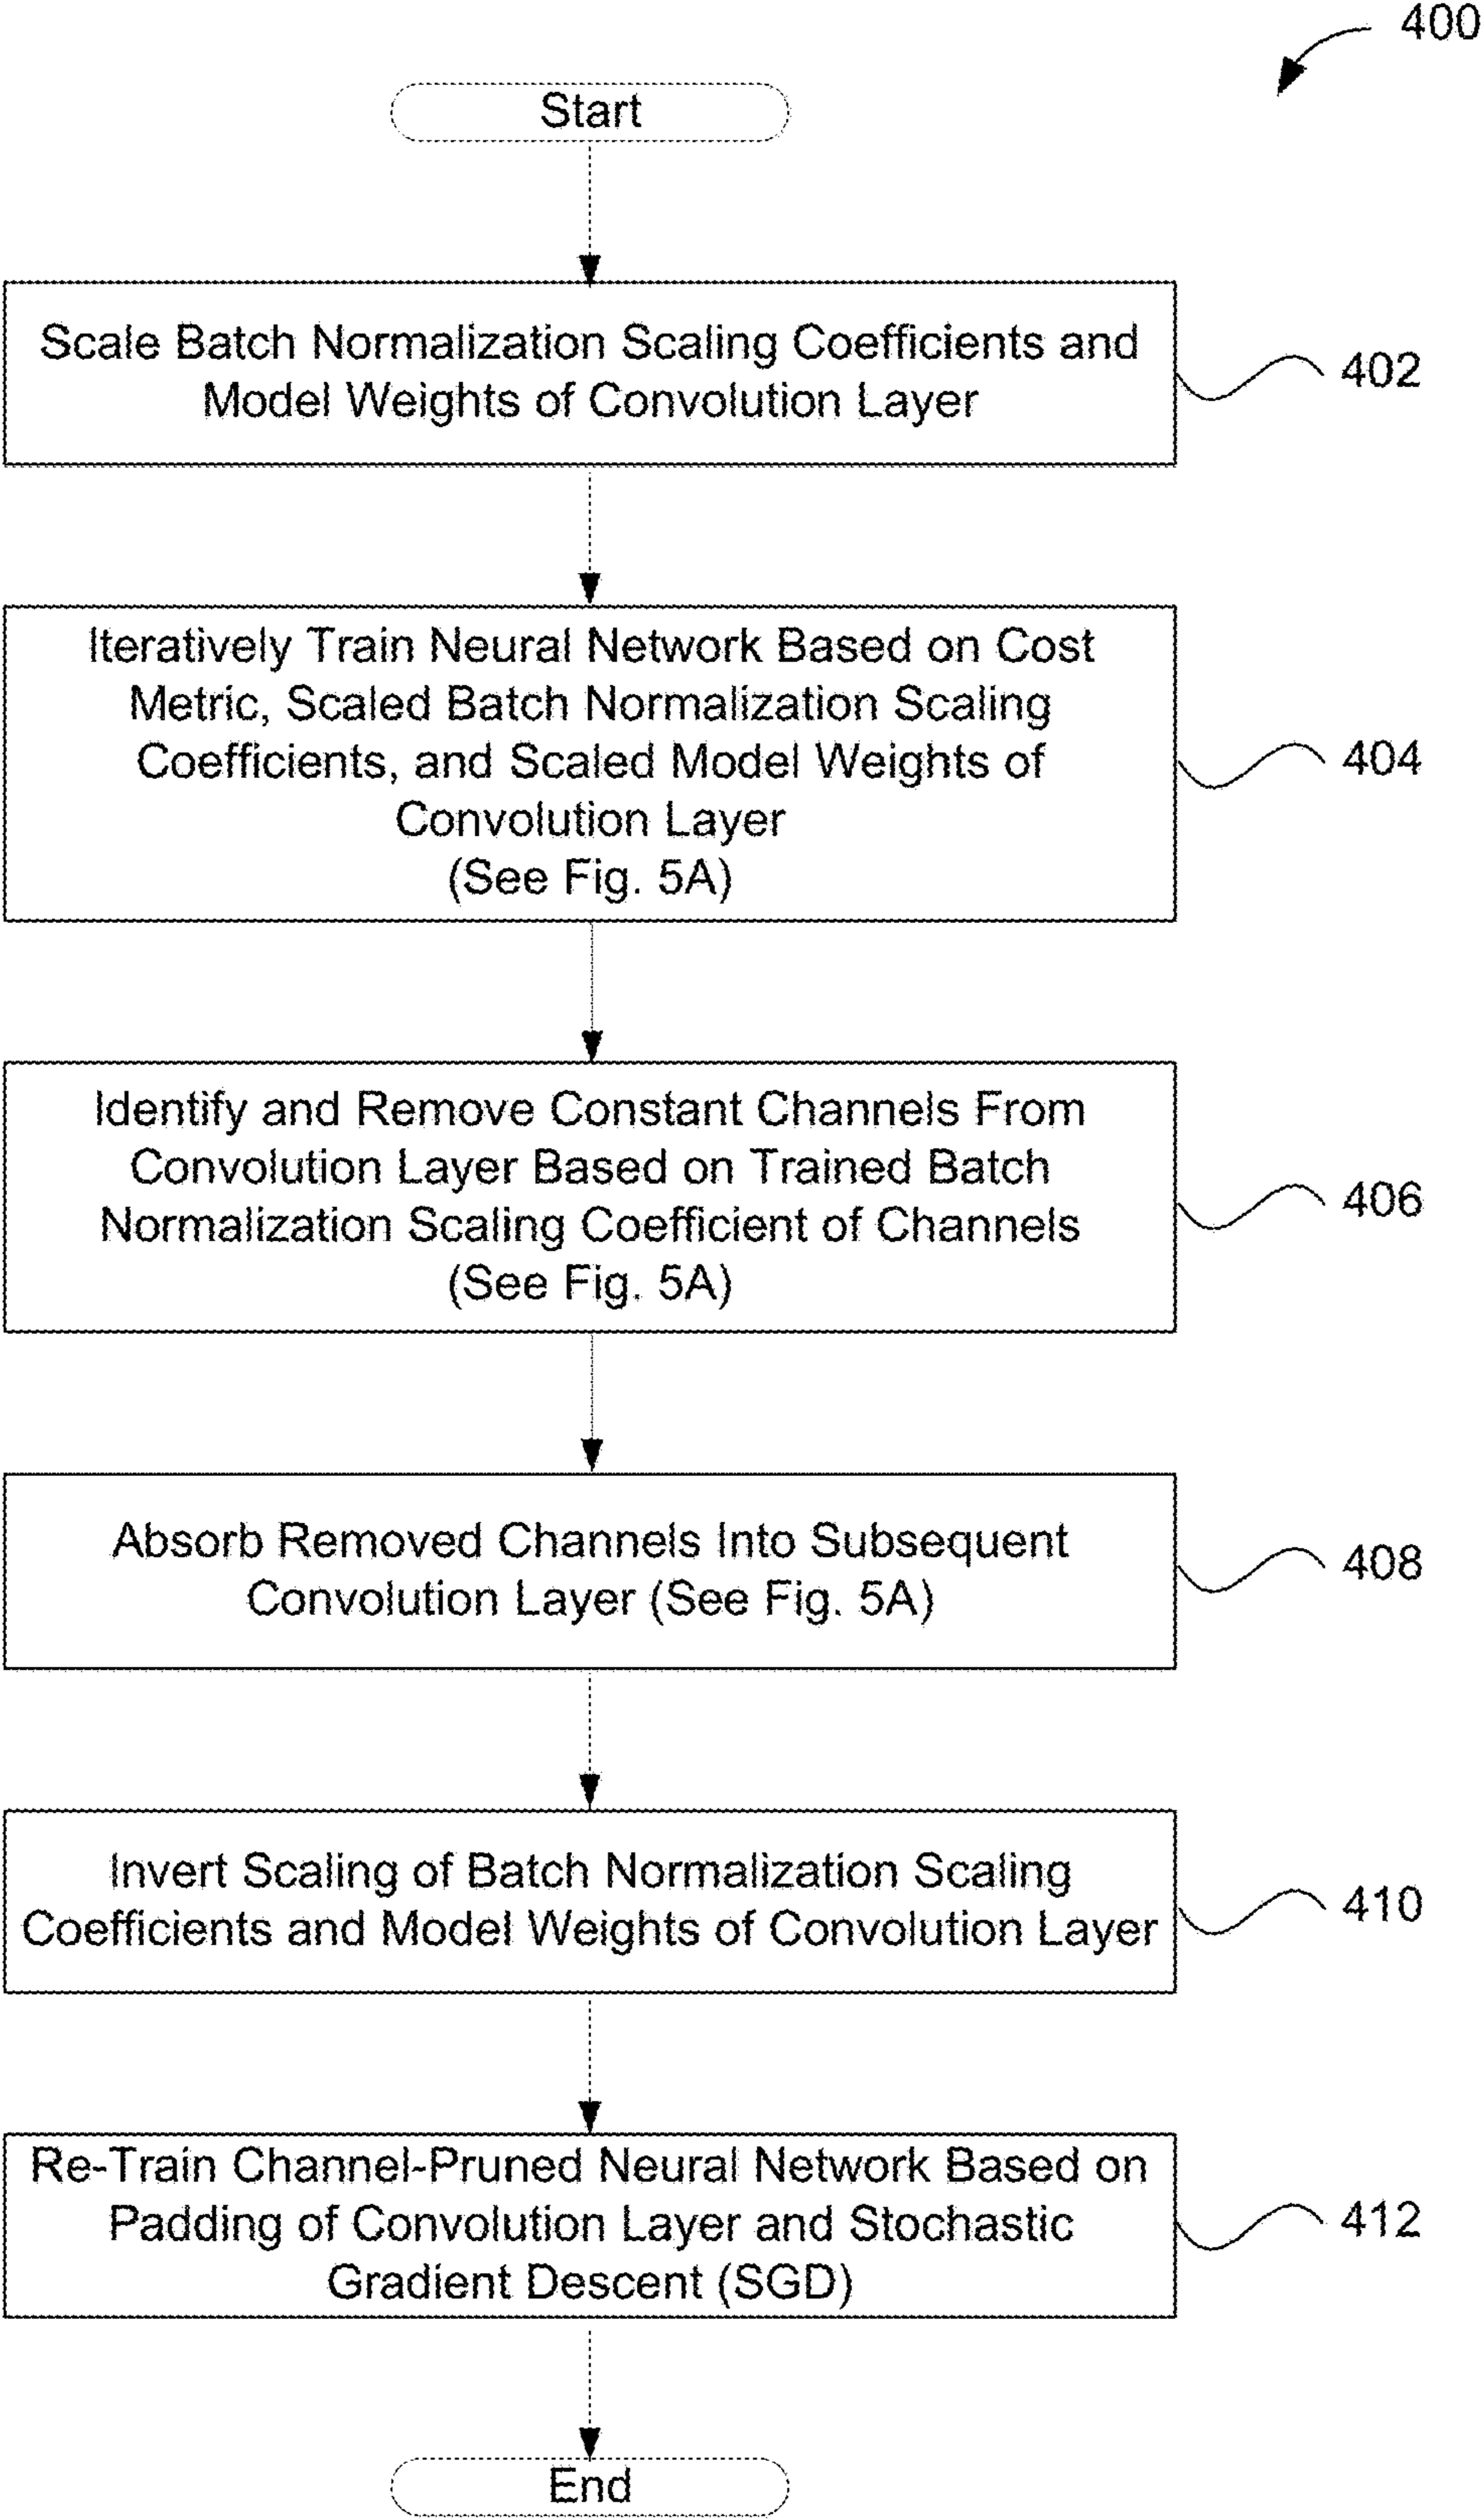 400
Start
Scale Batch Normalization Scaling Coefficients and
Model Weights of Convolution Layer
402
Iteratively Train Neural Network Based on Cost
Metric, Scaled Batch Normalization Scaling
Coefficients, and Scaled Model Weights of
Convolution Layer
(See Fig. 5A)
404
Identify and Remove Constant Channels From
Convolution Layer Based on Trained Batch
Normalization Scaling Coefficient of Channels
(See Fig. 5A)
406
Absorb Removed Channels Into Subsequent
Convolution Layer (See Fig. 5A)
408
Invert Scaling of Batch Normalization Scaling
Coefficients and Model Weights of Convolution Layer
410
Re-Train Channel-Pruned Neural Network Based on
Padding of Convolution Layer and Stochastic
Gradient Descent (SGD)
412
End